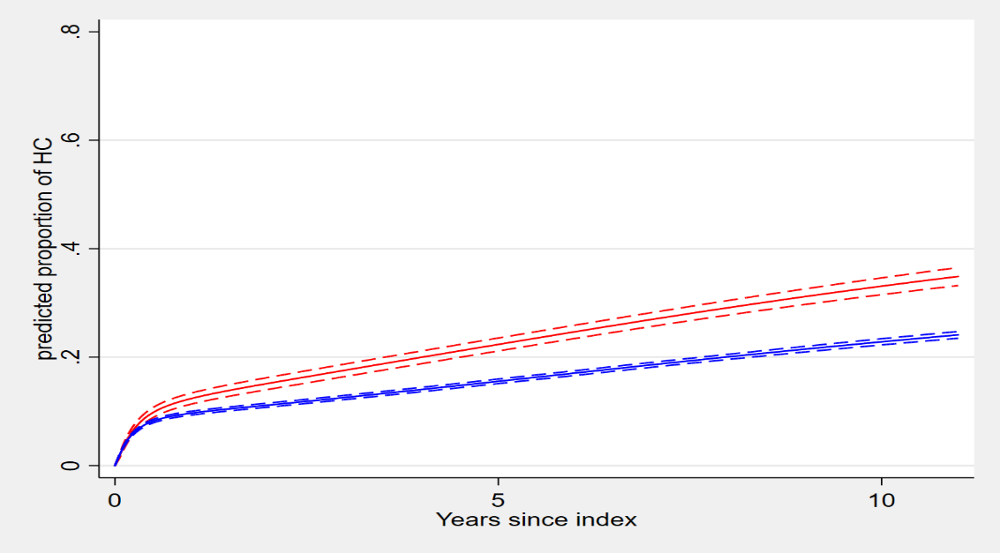 predicted proportion of HC
.8
.6
.4
.2
0
0 5 10
Years since index